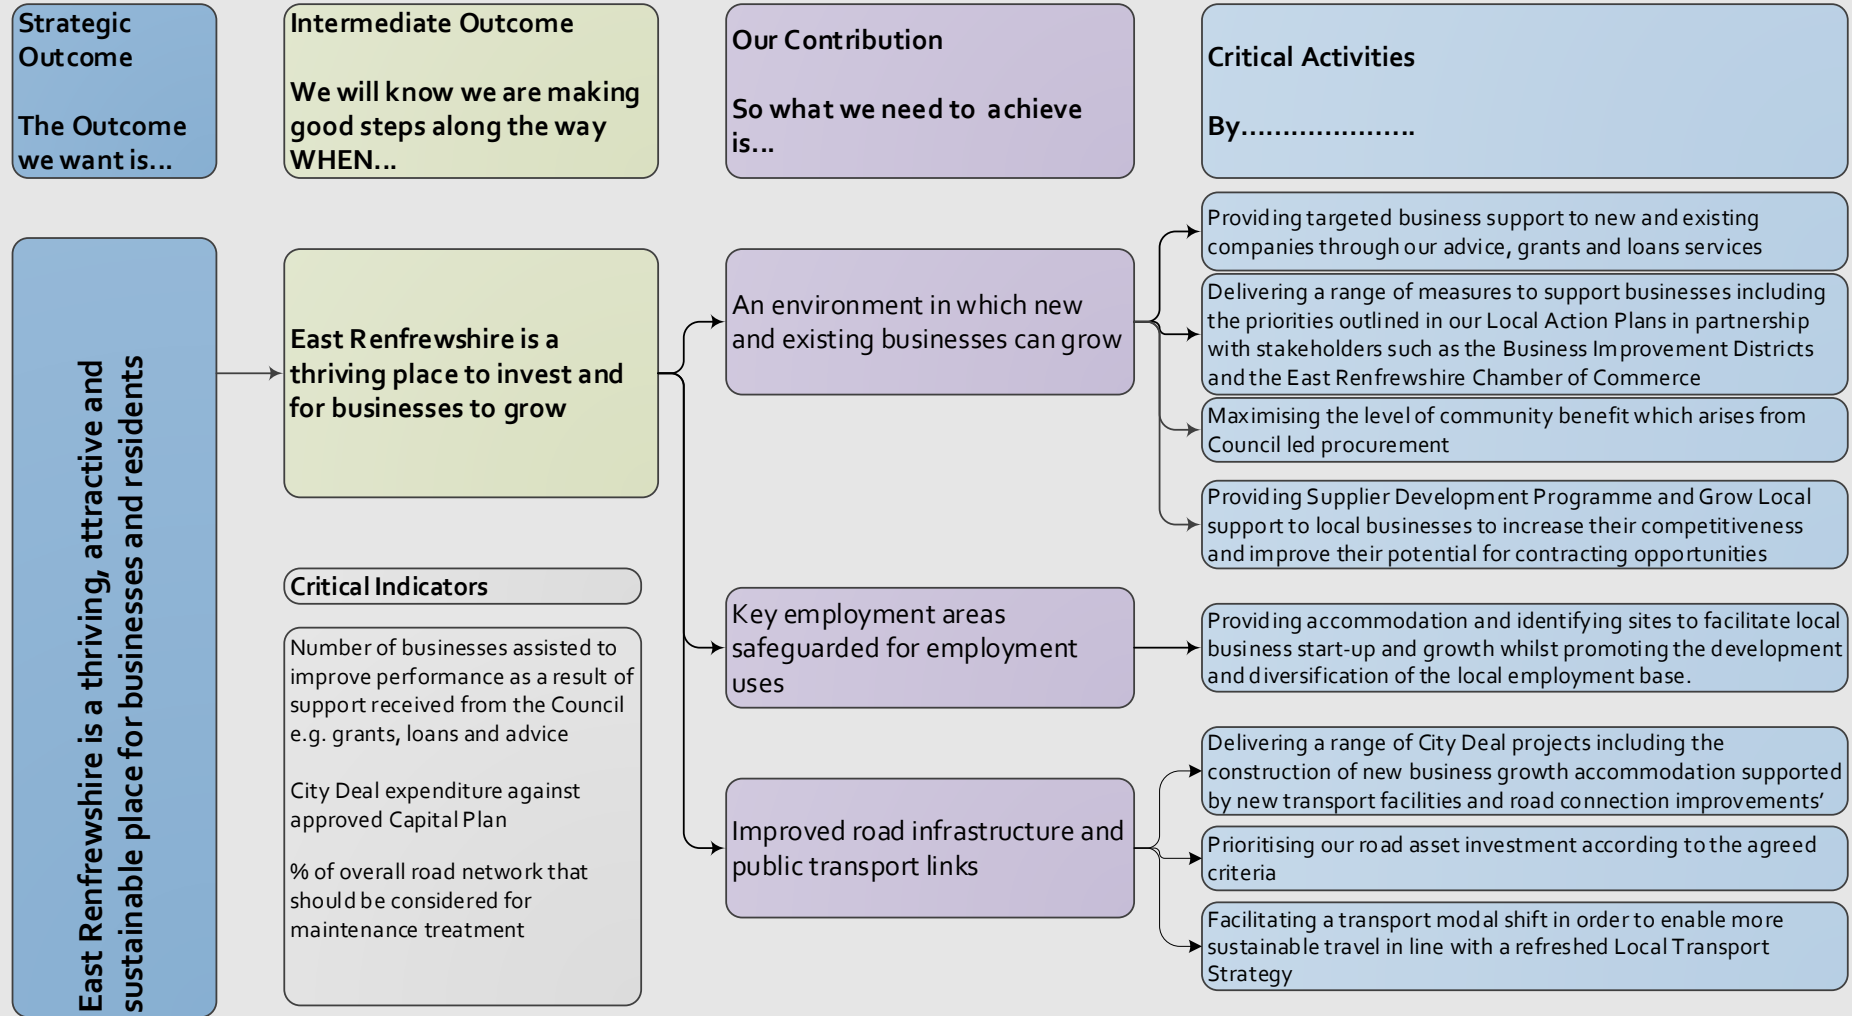 Strategic
Outcome
The Outcome
we want is...
Intermediate Outcome
We will know we are making
good steps along the way
WHEN...
Our Contribution
So what we need to achieve
is...
Critical Activities
By.....................
East Renfrewshire is a thriving, attractive and
sustainable place for businesses and residents
East Renfrewshire is a
thriving place to invest and
for businesses to grow
Critical Indicators
Number of businesses assisted to
improve performance as a result of
support received from the Council
e.g. grants, loans and advice
City Deal expenditure against
approved Capital Plan
% of overall road network that
should be considered for
maintenance treatment
An environment in which new
and existing businesses can grow
Providing targeted business support to new and existing
companies through our advice, grants and loans services
Delivering a range of measures to support businesses including
the priorities outlined in our Local Action Plans in partnership
with stakeholders such as the Business Improvement Districts
and the East Renfrewshire Chamber of Commerce
Maximising the level of community benefit which arises from
Council led procurement
Providing Supplier Development Programme and Grow Local
support to local businesses to increase their competitiveness
and improve their potential for contracting opportunities
Key employment areas
safeguarded for employment
uses
Providing accommodation and identifying sites to facilitate local
business start-up and growth whilst promoting the development
and diversification of the local employment base.
Improved road infrastructure and
public transport links
Delivering a range of City Deal projects including the
construction of new business growth accommodation supported
by new transport facilities and road connection improvements’
Prioritising our road asset investment according to the agreed
criteria
Facilitating a transport modal shift in order to enable more
sustainable travel in line with a refreshed Local Transport
Strategy